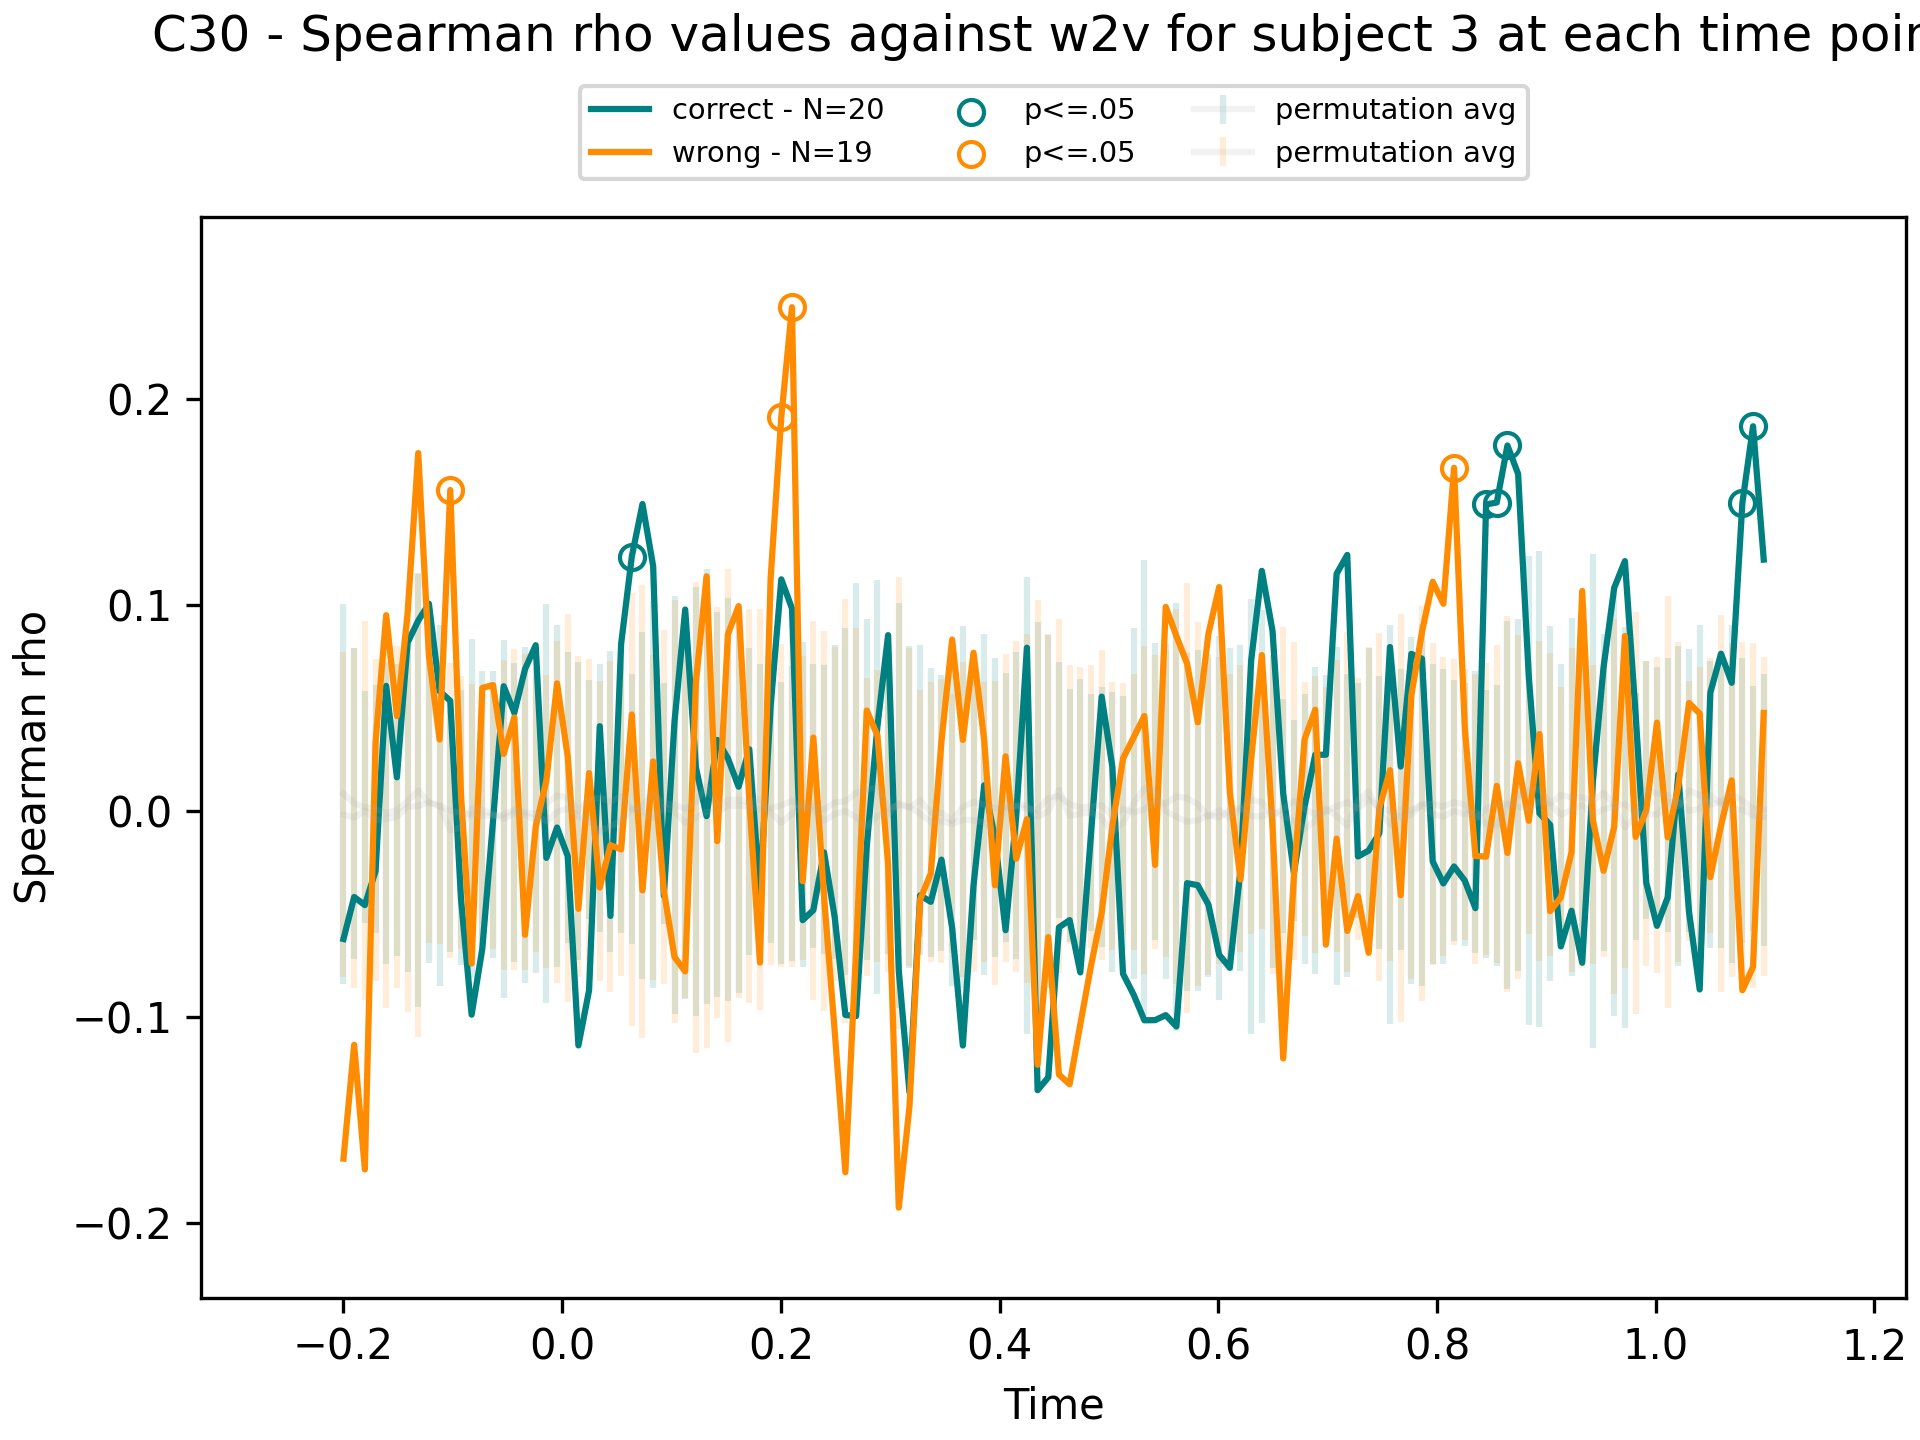 C30 - Spearman rho values against w2v for subject 3 at each time poin
correct - N=20
wrong - N=19
p<=.05
p<=.05
permutation avg
permutation avg
Spearman rho
0.2
0.1
0.0
−0.1
−0.2
−0.2 0.0 0.2 0.4 0.6 0.8 1.0 1.2
Time